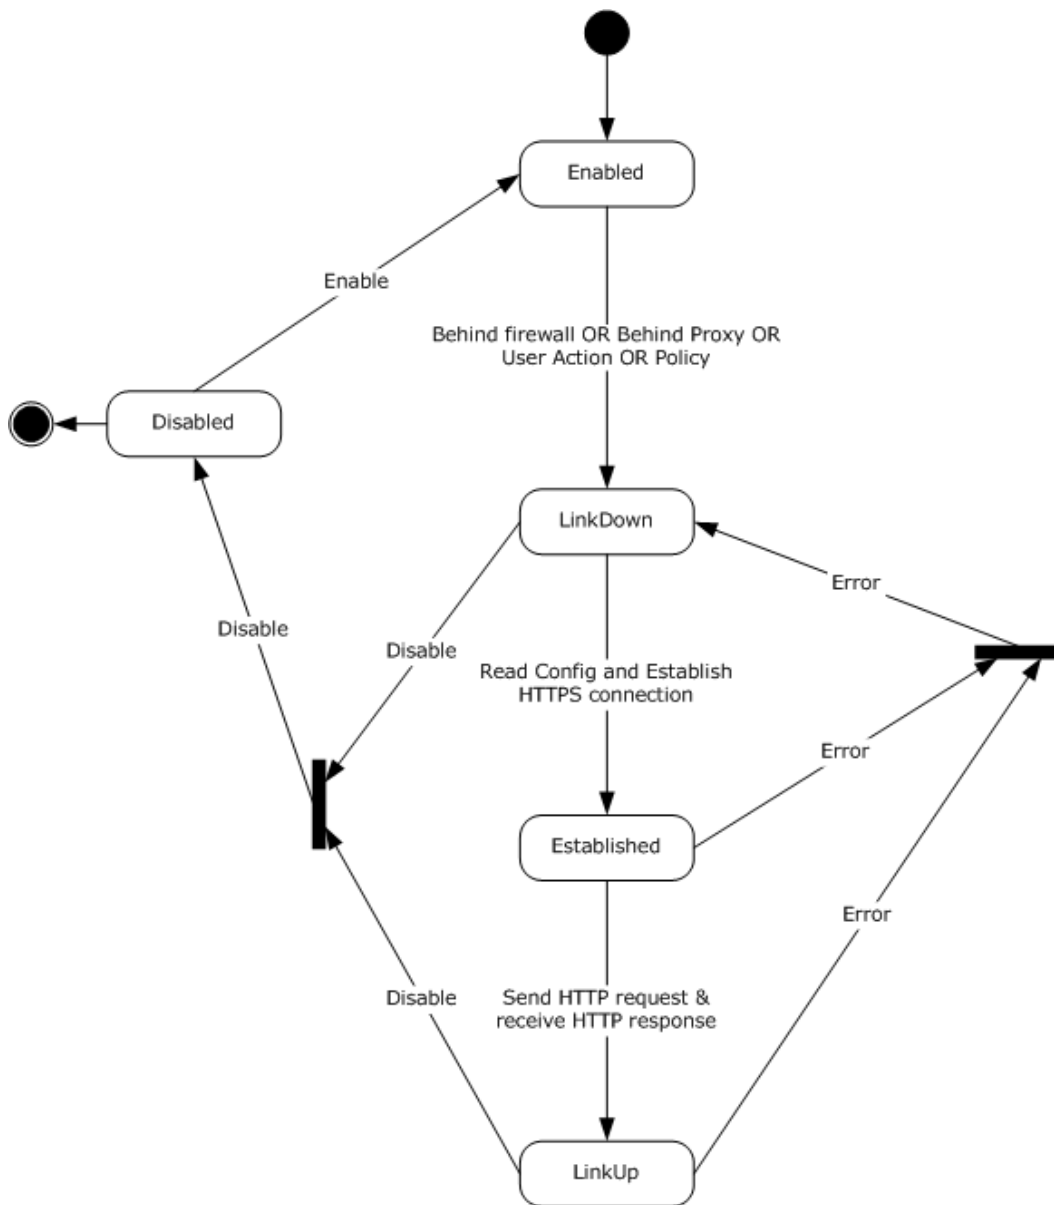 Enabled
Enable
Behind firewall OR Behind Proxy OR
User Action OR Policy
Disabled
LinkDown
Error
Disable
Disable
Read Config and Establish
HTTPS connection
Error
Established
Error
Disable
Send HTTP request &
receive HTTP response
LinkUp